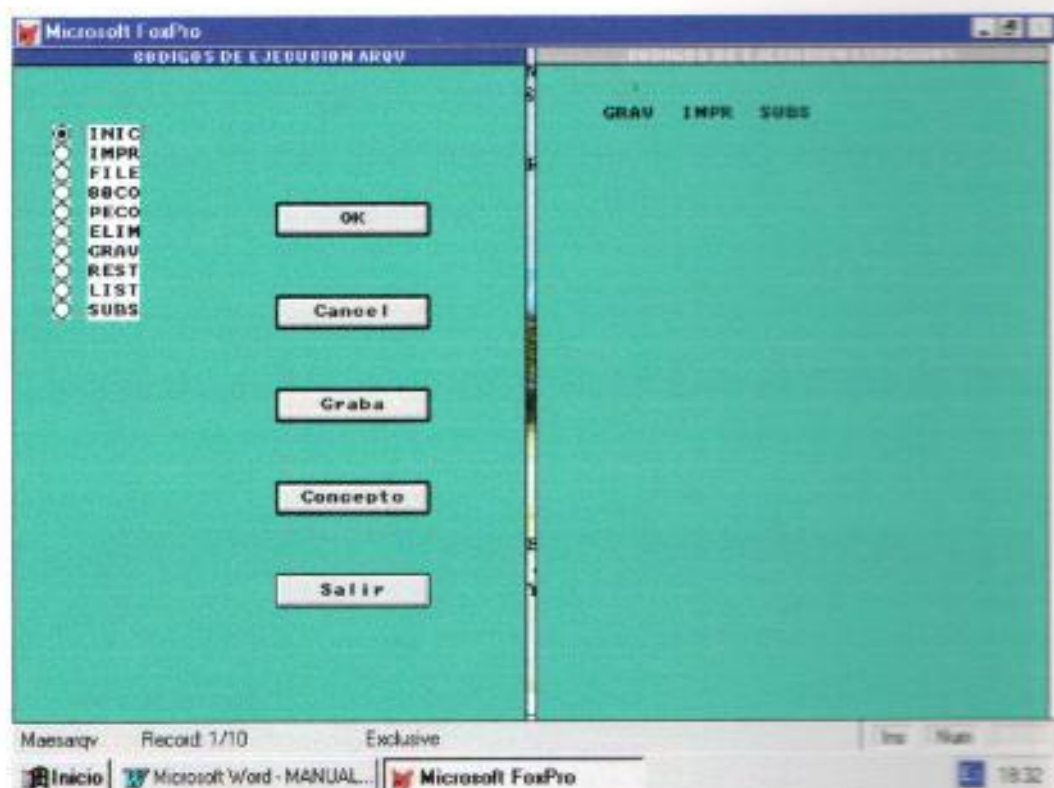 Microsoft FoxPro
CODIGOS DE EJECUCION ARQV
INIC
IMPR
FILE
80CO
PECO
ELIM
GRAV
REST
LIST
SUBS
OK
Cancel
Graba
Concepto
Salir
GRAV IMPR SUBS
Maesarqv Record: 1/10 Exclusive Ins Num
Inicio Microsoft Word - MANUAL... Microsoft FoxPro 18:32